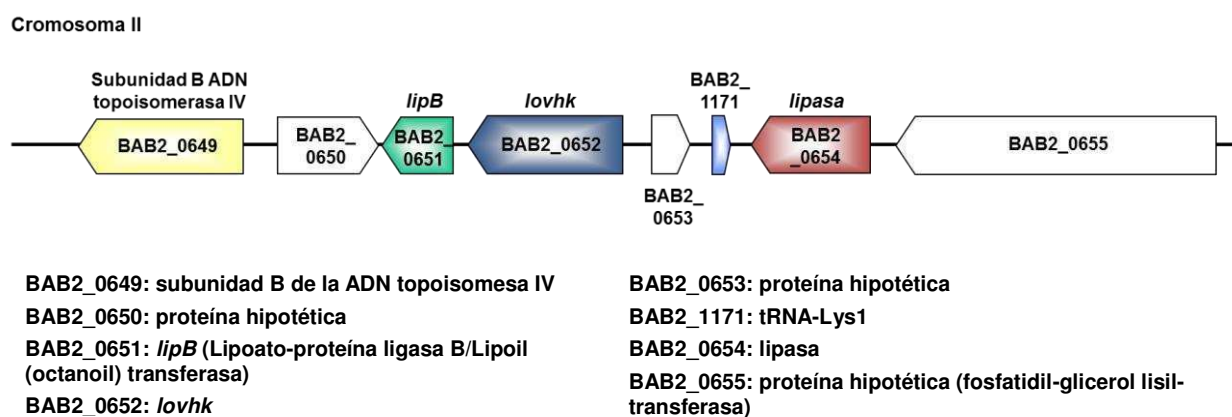 Cromosoma II
Subunidad B ADN
topoisomerasa IV
lipB
lovhk
BAB2_
1171
lipasa
BAB2_0649
BAB2_
0650
BAB2_
0651
BAB2_0652
BAB2_
0653
BAB2
_0654
BAB2_0655
BAB2_0649: subunidad B de la ADN topoisomesa IV
BAB2_0650: proteína hipotética
BAB2_0651: lipB (Lipoato-proteína ligasa B/Lipoil
(octanoil) transferasa)
BAB2_0652: lovhk
BAB2_0653: proteína hipotética
BAB2_1171: tRNA-Lys1
BAB2_0654: lipasa
BAB2_0655: proteína hipotética (fosfatidil-glicerol lisil-
transferasa)